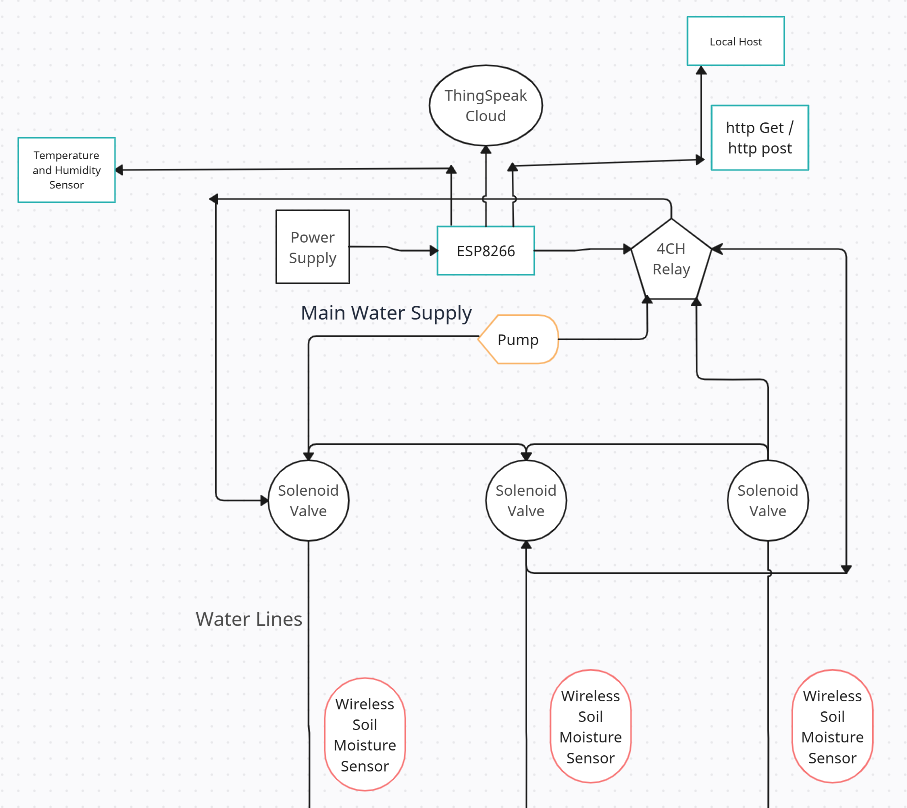 Local Host
ThingSpeak
Cloud
http Get /
http post
Temperature
and Humidity
Sensor
Power
Supply
ESP8266
4CH
Relay
Main Water Supply
Pump
Solenoid
Valve
Solenoid
Valve
Solenoid
Valve
Water Lines
Wireless
Soil
Moisture
Sensor
Wireless
Soil
Moisture
Sensor
Wireless
Soil
Moisture
Sensor